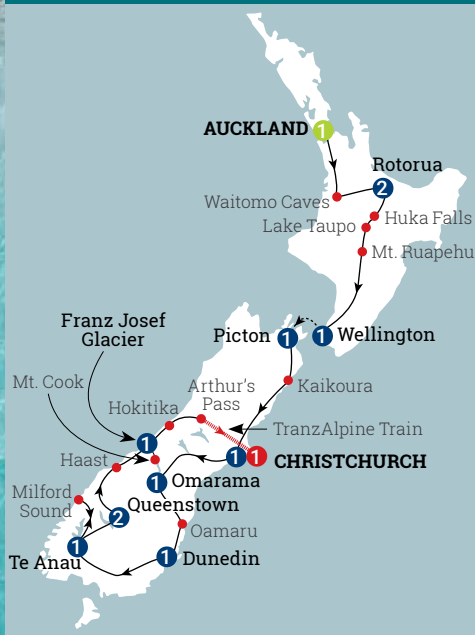 AUCKLAND
1
Rotorua
2
Waitomo Caves
Huka Falls
Lake Taupo
Mt. Ruapehu
Franz Josef
Glacier
Picton
1
1
Wellington
Mt. Cook
Arthur's
Pass
Kaikoura
Hokitika
TranzAlpine Train
1
1
1
CHRISTCHURCH
Haast
1
Omarama
Milford
Sound
Queenstown
2
Oamaru
Te Anau
1
1
Dunedin